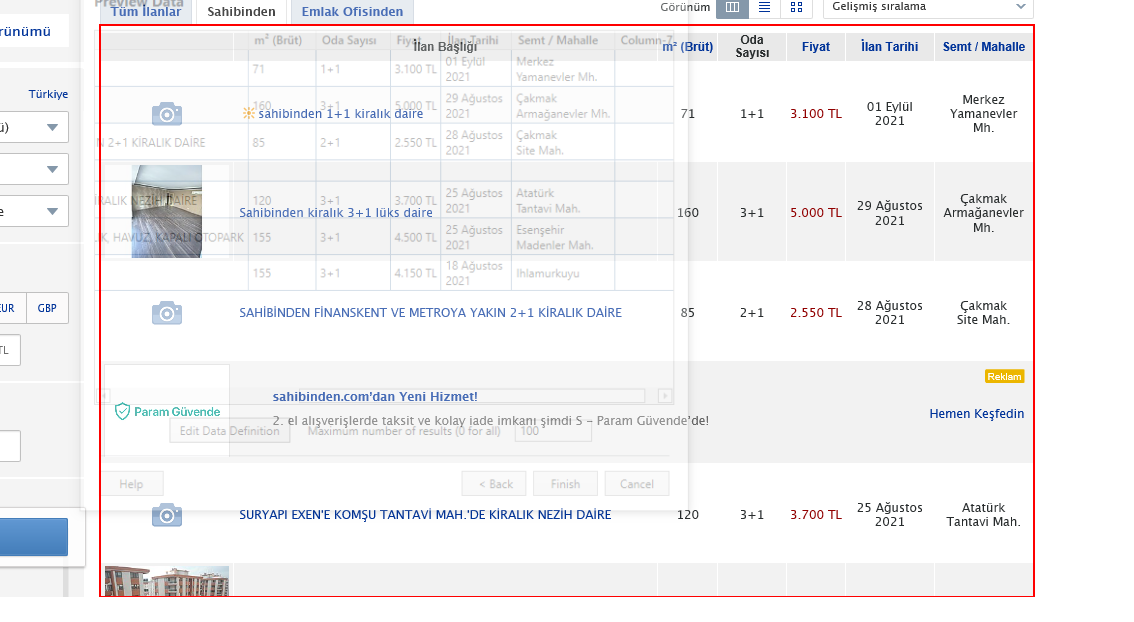 Preview Data
Tüm İlanlar
Sahibinden
Emlak Ofisinden
Görünüm
Gelişmiş sıralama
rünümü
Türkiye
ü)
e
EUR
GBP
TL
İlan Başlığı
m² (Brüt)
Oda
Sayısı
Fiyat
İlan Tarihi
Semt / Mahalle
sahibinden 1+1 kiralık daire
71
1+1
3.100 TL
01 Eylül
2021
Merkez
Yamanevler
Mh.
Sahibinden kiralık 3+1 lüks daire
160
3+1
5.000 TL
29 Ağustos
2021
Çakmak
Armağanevler
Mh.
SAHİBİNDEN FİNANSKENT VE METROYA YAKIN 2+1 KİRALIK DAİRE
85
2+1
2.550 TL
28 Ağustos
2021
Çakmak
Site Mah.
Reklam
Param Güvende
sahibinden.com'dan Yeni Hizmet!
2. el alışverişlerde taksit ve kolay iade imkanı şimdi S – Param Güvende'de!
Hemen Keşfedin
SURYAPI EXEN'E KOMŞU TANTAVİ MAH.'DE KİRALIK NEZİH DAİRE
120
3+1
3.700 TL
25 Ağustos
2021
Atatürk
Tantavi Mah.
m² (Brüt)
Oda Sayısı
Fiyat
İlan Tarihi
Semt / Mahalle
Column-7
71
1+1
3.100 TL
01 Eylül
2021
Merkez
Yamanevler Mh.
160
3+1
5.000 TL
29 Ağustos
2021
Çakmak
Armağanevler Mh.
N 2+1 KİRALIK DAİRE
85
2+1
2.550 TL
28 Ağustos
2021
Çakmak
Site Mah.
İRALIK NEZİH DAİRE
120
3+1
3.700 TL
25 Ağustos
2021
Atatürk
Tantavi Mah.
LIK, HAVUZ, KAPALI OTOPARK
155
3+1
4.500 TL
25 Ağustos
2021
Esenşehir
Madenler Mah.
155
3+1
4.150 TL
18 Ağustos
2021
Ihlamurkuyu
Edit Data Definition
Maximum number of results (0 for all)
100
Help
< Back
Finish
Cancel